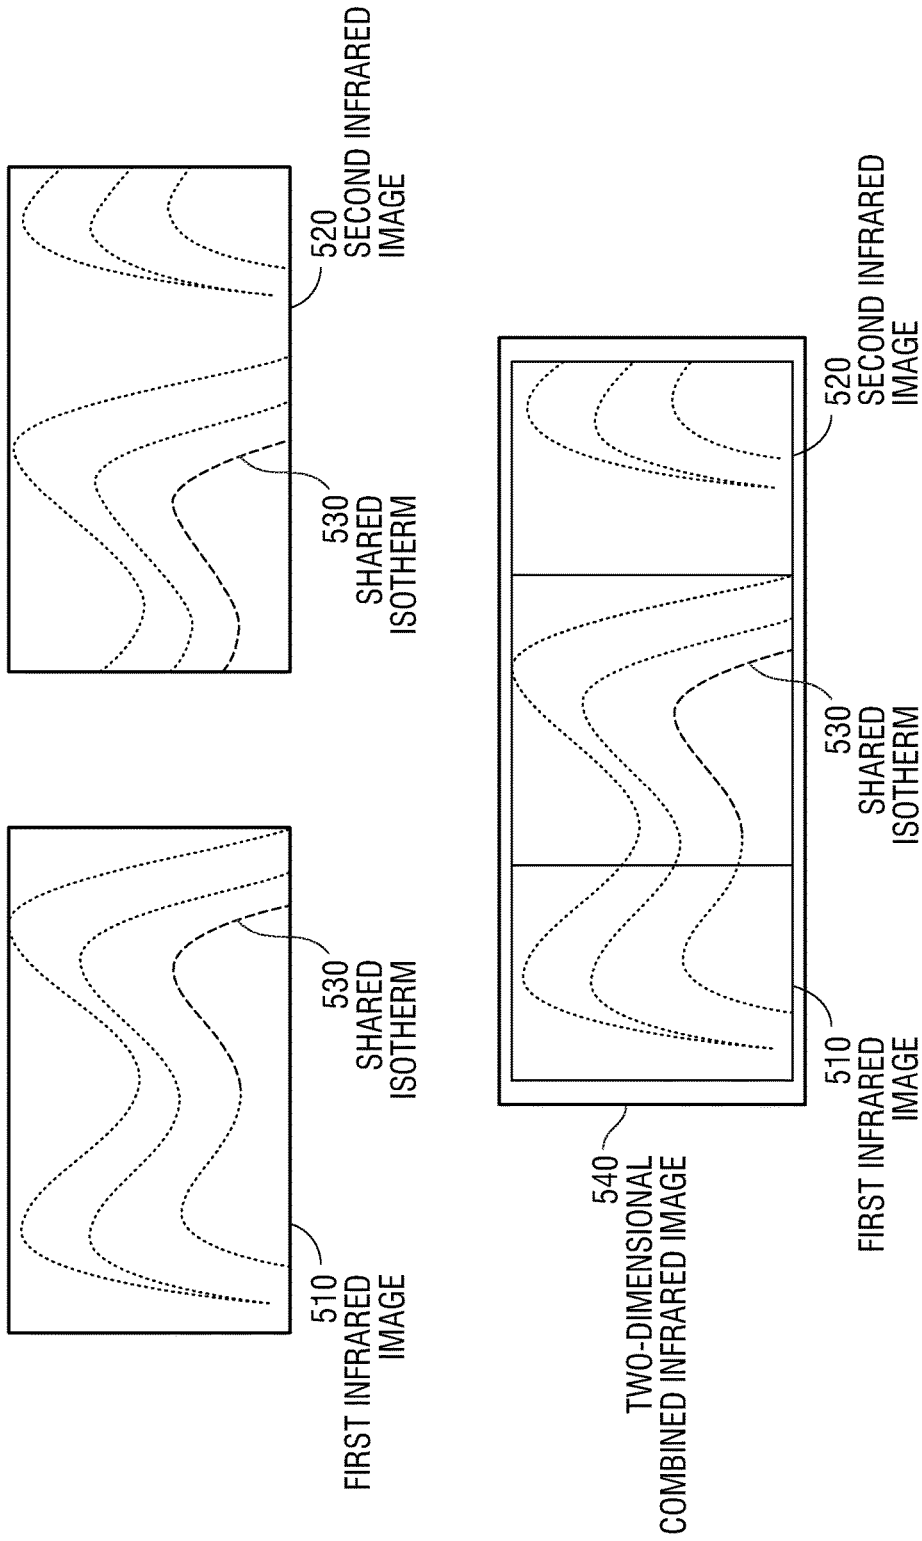 510
FIRST INFRARED
IMAGE
530
SHARED
ISOTHERM
530
SHARED
ISOTHERM
520
SECOND INFRARED
IMAGE
540
TWO-DIMENSIONAL
COMBINED INFRARED IMAGE
510
FIRST INFRARED
IMAGE
530
SHARED
ISOTHERM
520
SECOND INFRARED
IMAGE